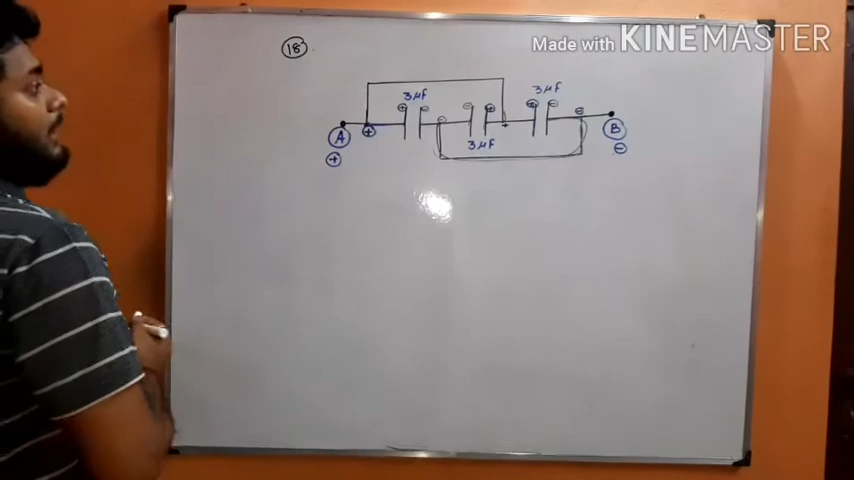 Made with KINEMASTER
18
3μF
3μF
+ - - + + - -
A + B
3μF
+ -